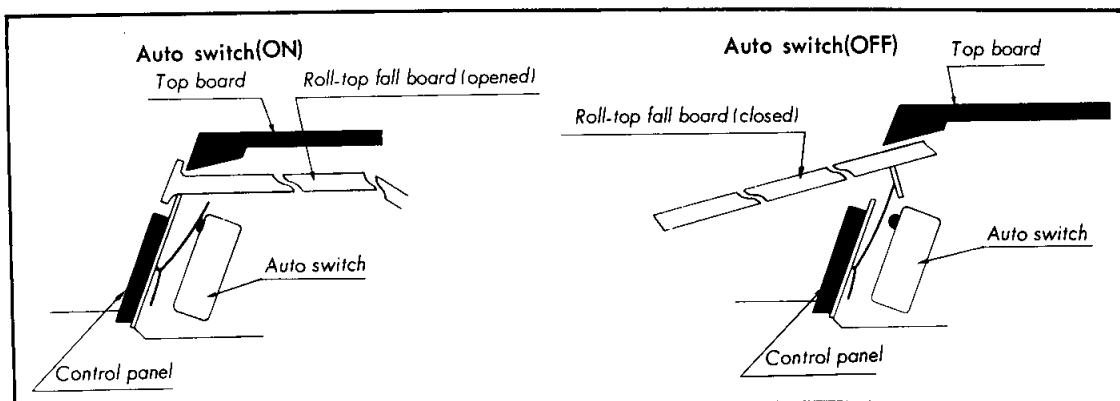 Auto switch(ON)
Top board
Roll-top fall board(opened)
Auto switch
Control panel
Auto switch(OFF)
Top board
Roll-top fall board(closed)
Auto switch
Control panel